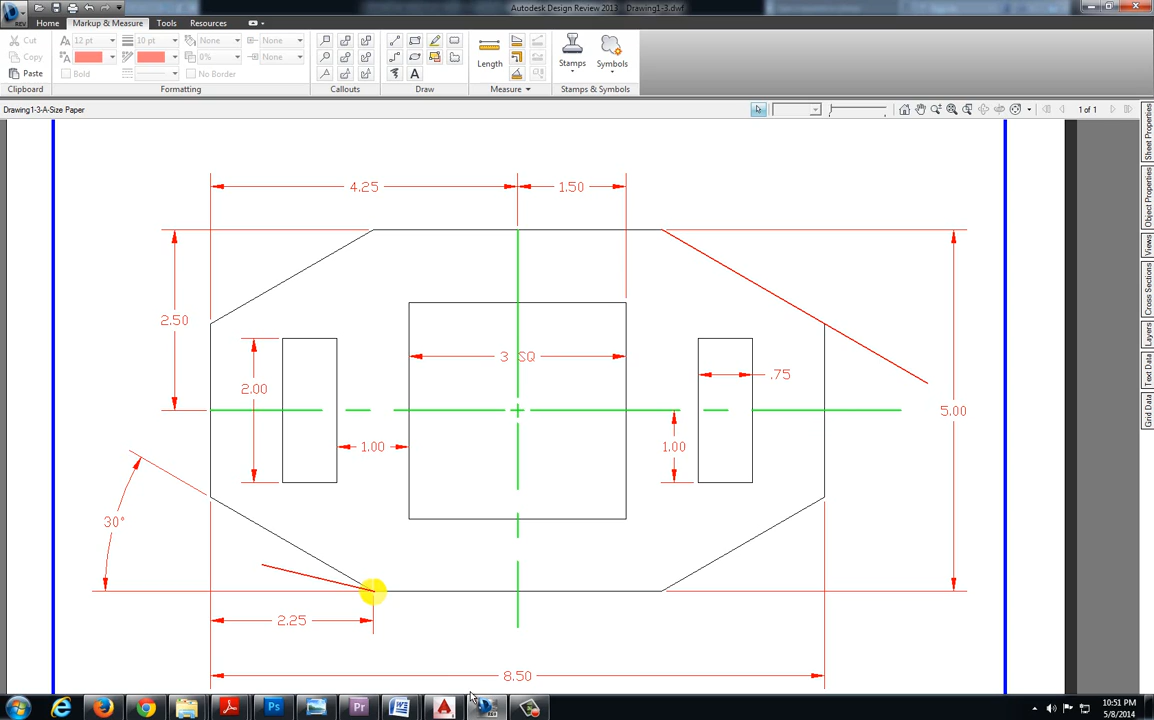 Autodesk Design Review 2013 - Drawing1-3.dwf
REV
Home Markup & Measure Tools Resources
Cut 12 pt 10 pt None None
Copy 0%
Paste Bold No Border Length Stamps Symbols
Clipboard Formatting Callouts Draw Measure Stamps & Symbols
Drawing1-3-A-Size Paper 1 of 1
Sheet Properties
Object Properties
Views
Cross Sections
Layers
Text Data
Grid Data
4.25 1.50
2.50
3 SQ
.75
2.00
5.00
1.00 1.00
30°
2.25
8.50
Ps Pr
10:51 PM
5/8/2014